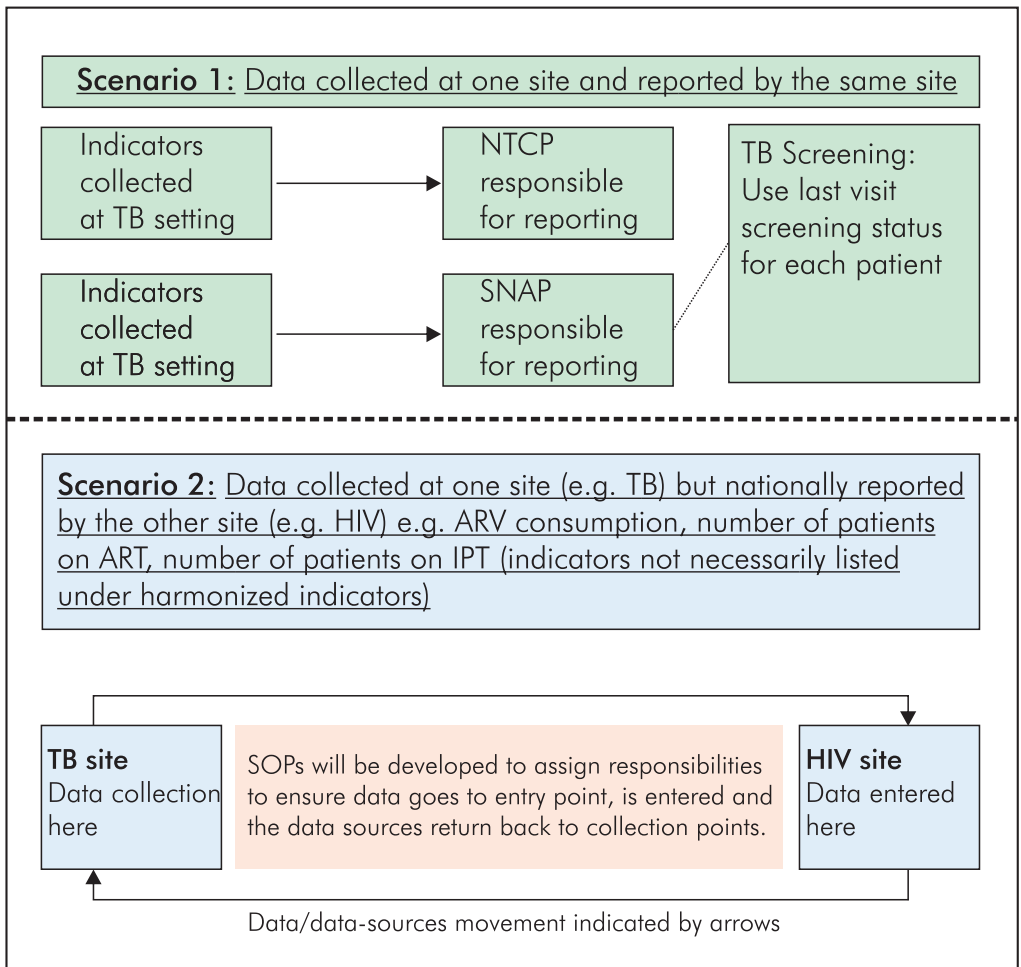 Scenario 1: Data collected at one site and reported by the same site
Indicators
collected
at TB setting
NTCP
responsible
for reporting
TB Screening:
Use last visit
screening status
for each patient
Indicators
collected
at TB setting
SNAP
responsible
for reporting
Scenario 2: Data collected at one site (e.g. TB) but nationally reported
by the other site (e.g. HIV) e.g. ARV consumption, number of patients
on ART, number of patients on IPT (indicators not necessarily listed
under harmonized indicators)
TB site
Data collection
here
SOPs will be developed to assign responsibilities
to ensure data goes to entry point, is entered and
the data sources return back to collection points.
HIV site
Data entered
here
Data/data-sources movement indicated by arrows